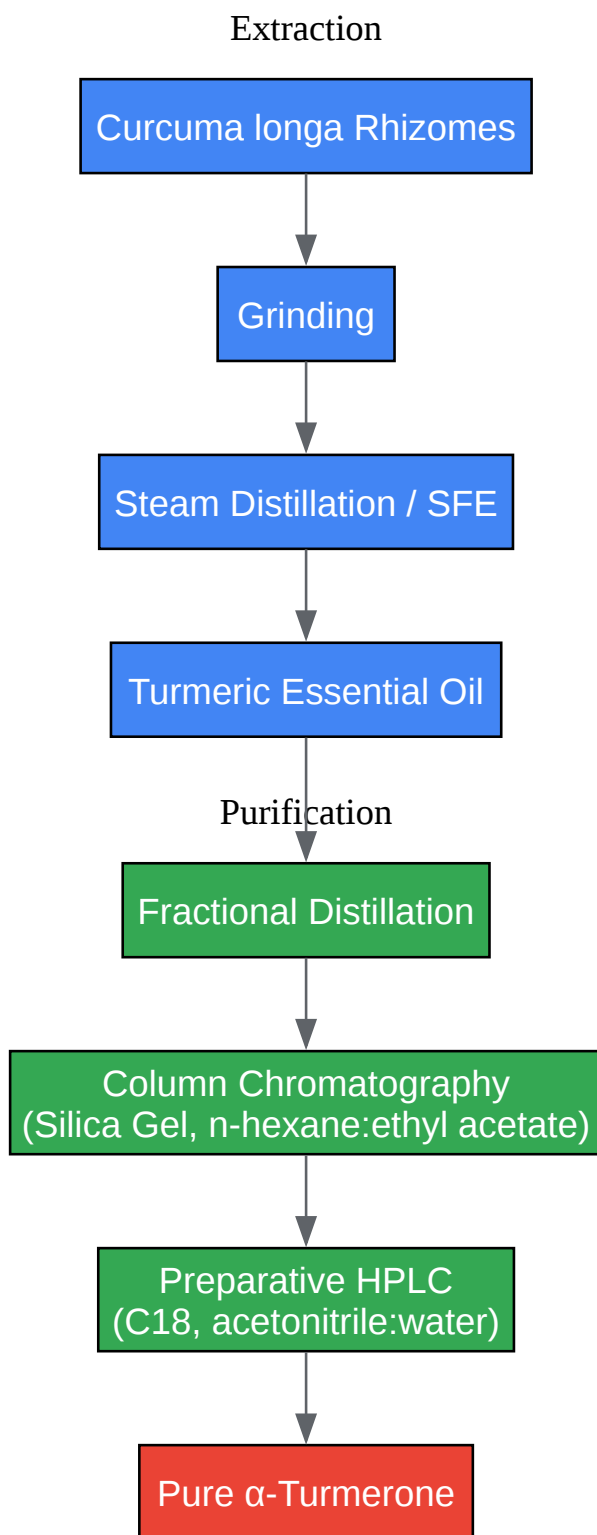 Extraction
Curcuma longa Rhizomes
Grinding
Steam Distillation / SFE
Turmeric Essential Oil
Purification
Fractional Distillation
Column Chromatography
(Silica Gel, n-hexane:ethyl acetate)
Preparative HPLC
(C18, acetonitrile:water)
Pure α-Turmerone